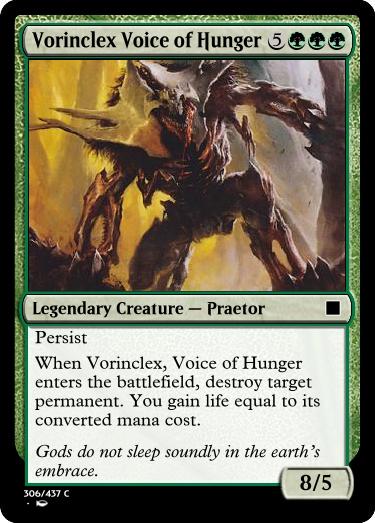 Vorinclex Voice of Hunger 5
Legendary Creature — Praetor
Persist
When Vorinclex, Voice of Hunger
enters the battlefield, destroy target
permanent. You gain life equal to its
converted mana cost.
Gods do not sleep soundly in the earth's
embrace.
8/5
306/437 C